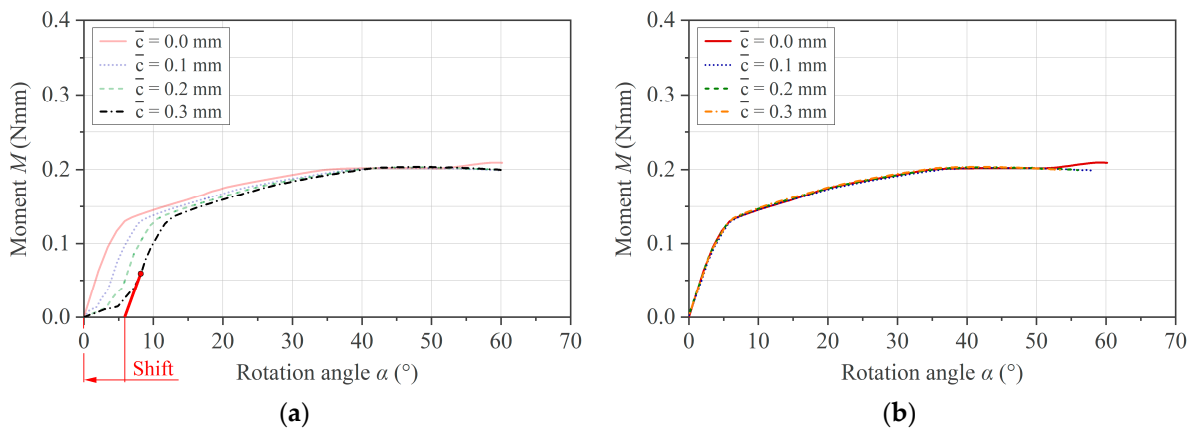 0.4
0.3
0.2
0.1
0.0
Moment M (Nmm)
c̅ = 0.0 mm
c̅ = 0.1 mm
c̅ = 0.2 mm
c̅ = 0.3 mm
0 10 20 30 40 50 60 70
Shift
Rotation angle α (°)
(a)
0.4
0.3
0.2
0.1
0.0
Moment M (Nmm)
c̅ = 0.0 mm
c̅ = 0.1 mm
c̅ = 0.2 mm
c̅ = 0.3 mm
0 10 20 30 40 50 60 70
Rotation angle α (°)
(b)